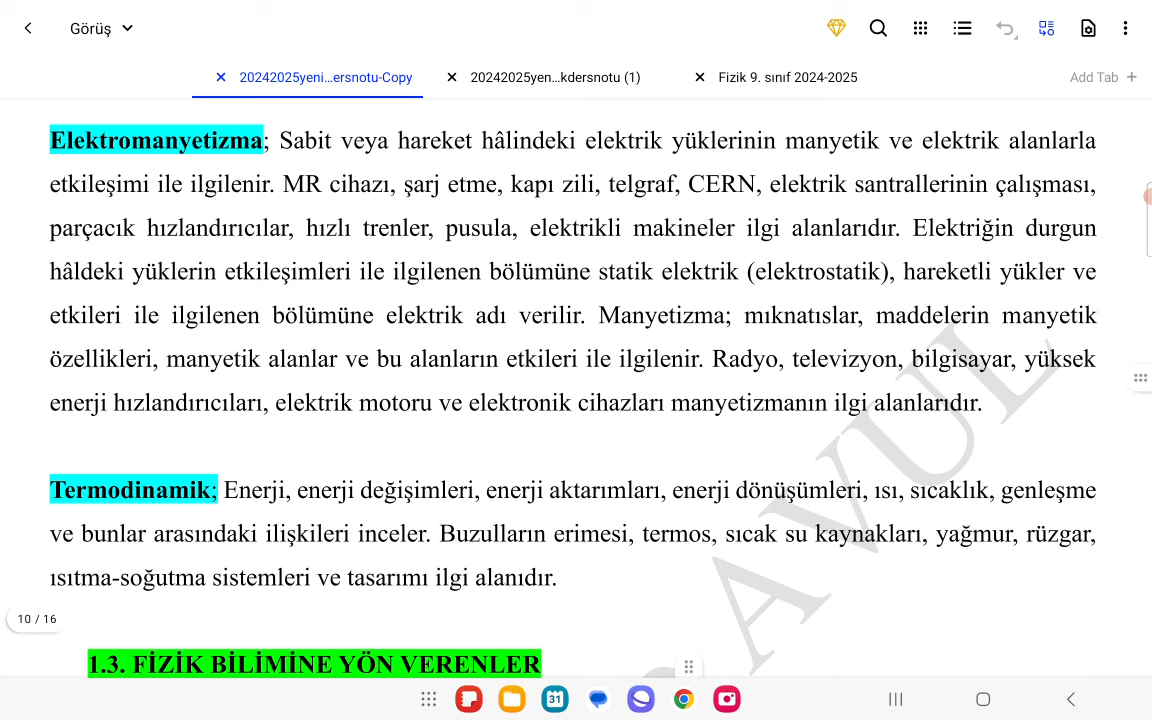 Görüş
20242025yeni...ersnotu-Copy
20242025yen...kdersnotu (1)
Fizik 9. sınıf 2024-2025
Add Tab +
Elektromanyetizma; Sabit veya hareket hâlindeki elektrik yüklerinin manyetik ve elektrik alanlarla
etkileşimi ile ilgilenir. MR cihazı, şarj etme, kapı zili, telgraf, CERN, elektrik santrallerinin çalışması,
parçacık hızlandırıcılar, hızlı trenler, pusula, elektrikli makineler ilgi alanlarıdır. Elektriğin durgun
hâldeki yüklerin etkileşimleri ile ilgilenen bölümüne statik elektrik (elektrostatik), hareketli yükler ve
etkileri ile ilgilenen bölümüne elektrik adı verilir. Manyetizma; mıknatıslar, maddelerin manyetik
özellikleri, manyetik alanlar ve bu alanların etkileri ile ilgilenir. Radyo, televizyon, bilgisayar, yüksek
enerji hızlandırıcıları, elektrik motoru ve elektronik cihazları manyetizmanın ilgi alanlarıdır.
Termodinamik; Enerji, enerji değişimleri, enerji aktarımları, enerji dönüşümleri, ısı, sıcaklık, genleşme
ve bunlar arasındaki ilişkileri inceler. Buzulların erimesi, termos, sıcak su kaynakları, yağmur, rüzgar,
ısıtma-soğutma sistemleri ve tasarımı ilgi alanıdır.
10 / 16
1.3. FİZİK BİLİMİNE YÖN VERENLER
AVUL
31